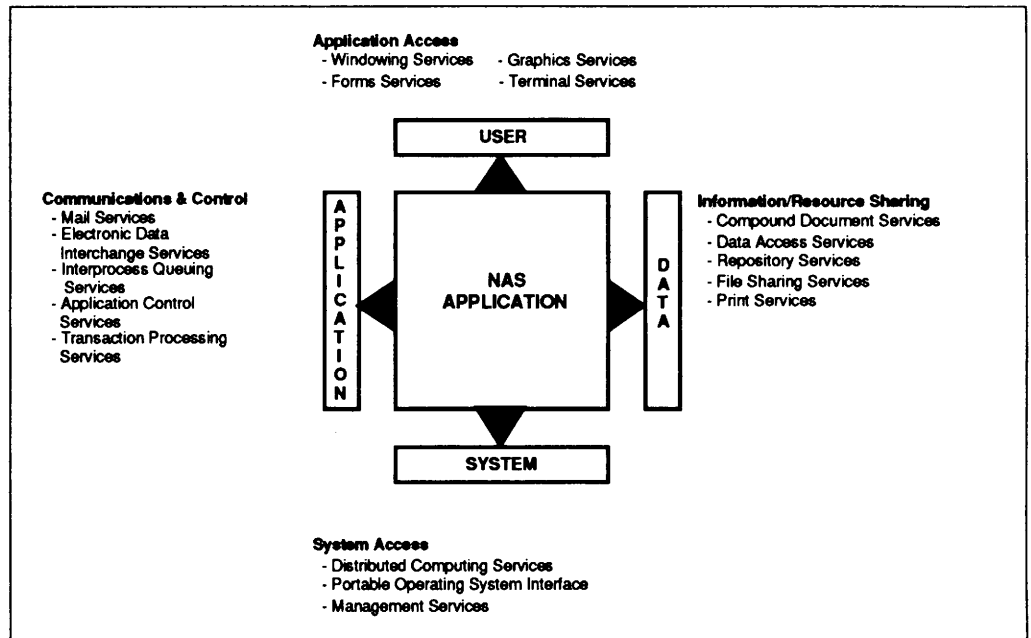 Application Access
- Windowing Services - Graphics Services
- Forms Services - Terminal Services
USER
Communications & Control
- Mail Services
- Electronic Data
Interchange Services
- Interprocess Queuing
Services
- Application Control
Services
- Transaction Processing
Services
APPLICATION
NAS
APPLICATION
DATA
Information/Resource Sharing
- Compound Document Services
- Data Access Services
- Repository Services
- File Sharing Services
- Print Services
SYSTEM
System Access
- Distributed Computing Services
- Portable Operating System Interface
- Management Services